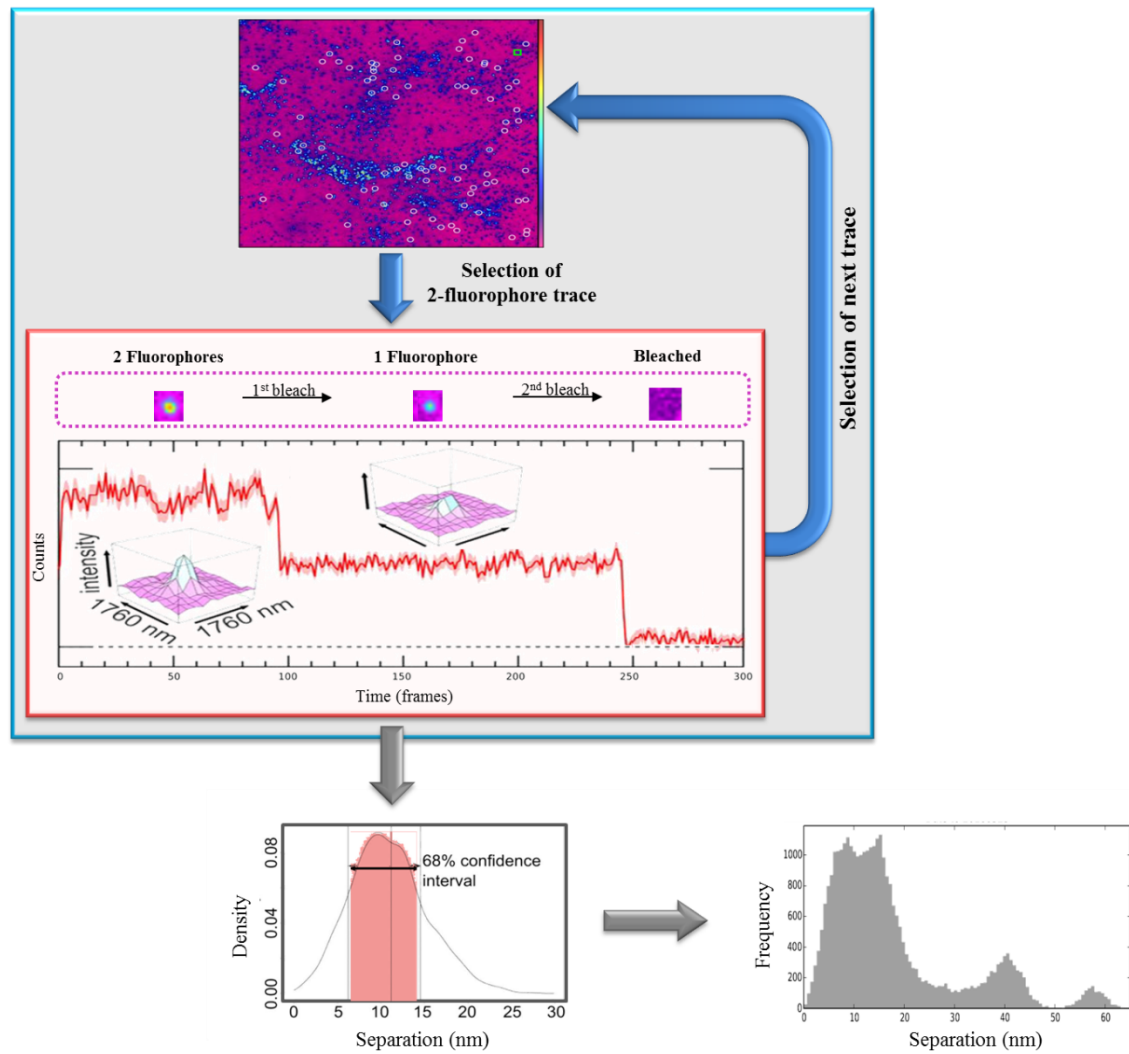 Selection of
2-fluorophore trace
Selection of next trace
2 Fluorophores
1 Fluorophore
Bleached
1st bleach
2nd bleach
Counts
intensity
1760 nm
1760 nm
0
50
100
150
200
250
300
Time (frames)
0.08
0.04
0.00
Density
68% confidence
interval
0
5
10
15
20
25
30
Separation (nm)
1000
800
600
400
200
0
Frequency
0
10
20
30
40
50
60
Separation (nm)